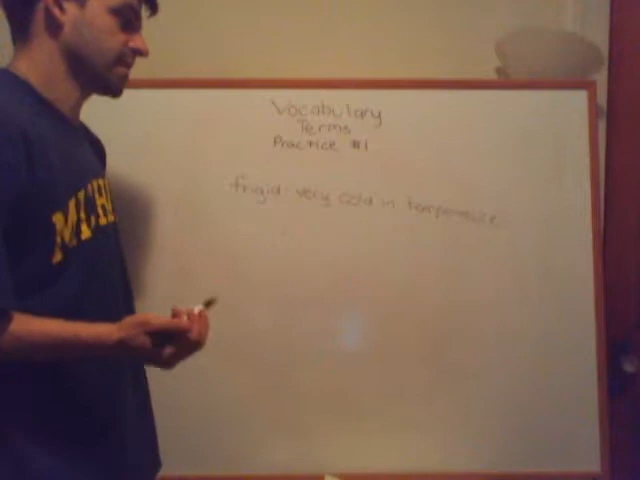 Vocabulary
Terms
Practice #1
frigid - very cold in temperature
MICH